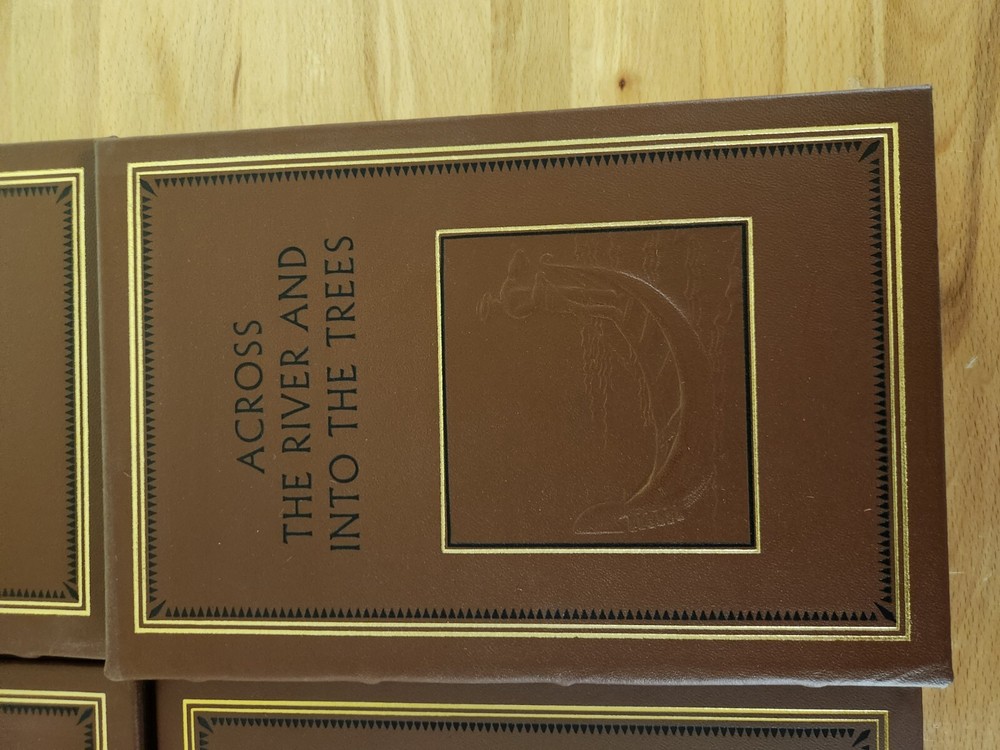 ACROSS
THE RIVER AND
INTO THE TREES